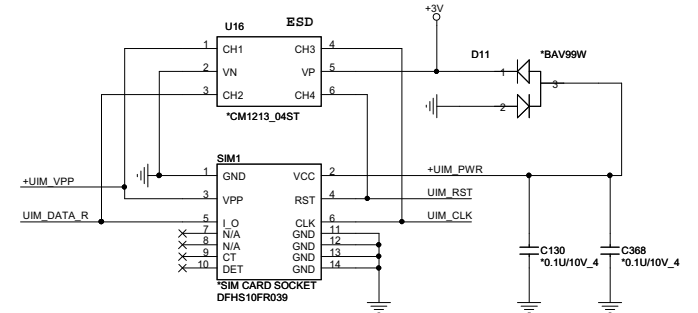 U16
ESD
+3V
1 CH1 CH3 4
2 VN VP 5
3 CH2 CH4 6
*CM1213_04ST
D11
*BAV99W
1
3
2
SIM1
1 GND VCC 2
+UIM_PWR
+UIM_VPP
3 VPP RST 4
UIM_RST
UIM_DATA_R
5 I_O CLK 6
UIM_CLK
7 N/A GND 11
8 N/A GND 12
9 CT GND 13
10 DET GND 14
*SIM CARD SOCKET
DFHS10FR039
C130
*0.1U/10V_4
C368
*0.1U/10V_4